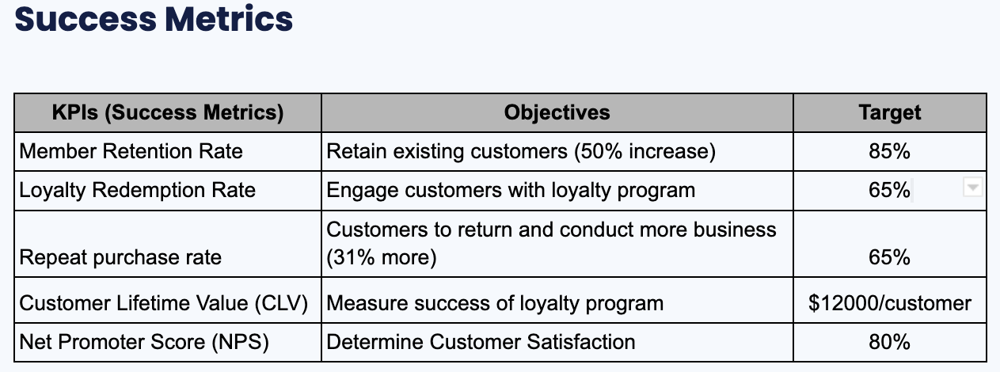 Success Metrics
KPIs (Success Metrics) Objectives Target
Member Retention Rate Retain existing customers (50% increase) 85%
Loyalty Redemption Rate Engage customers with loyalty program 65%
Customers to return and conduct more business
Repeat purchase rate (31% more) 65%
Customer Lifetime Value (CLV) Measure success of loyalty program $12000/customer
Net Promoter Score (NPS) Determine Customer Satisfaction 80%